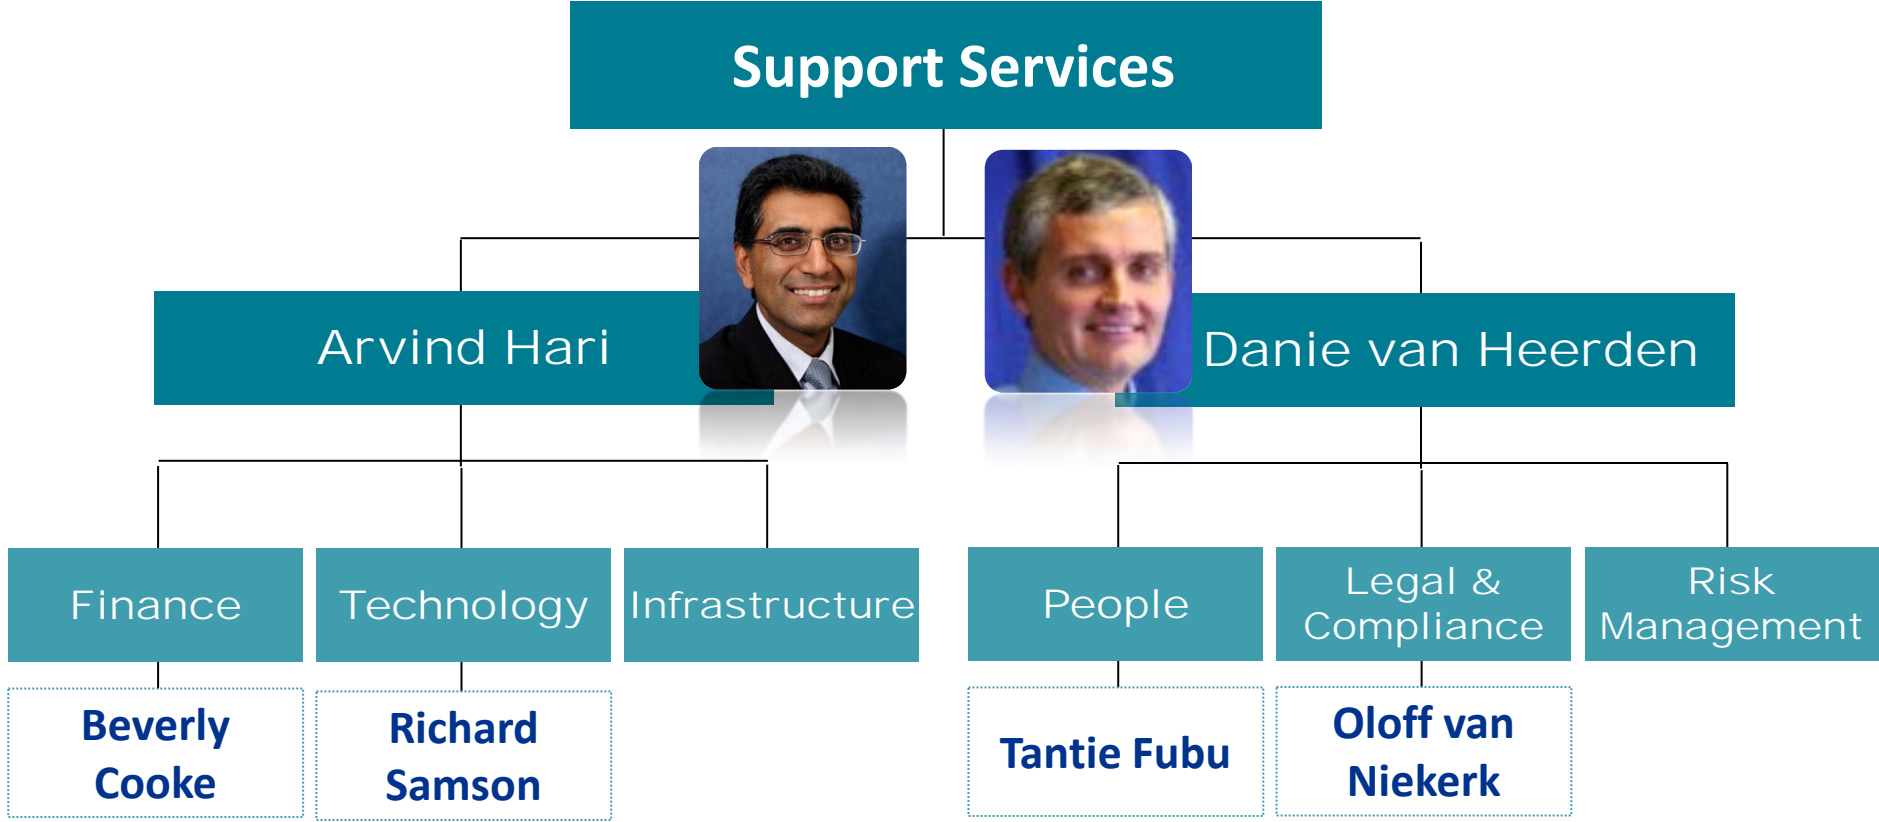 Support Services
Arvind Hari
Danie van Heerden
Finance
Technology
Infrastructure
People
Legal &
Compliance
Risk
Management
Beverly
Cooke
Richard
Samson
Tantie Fubu
Oloff van
Niekerk